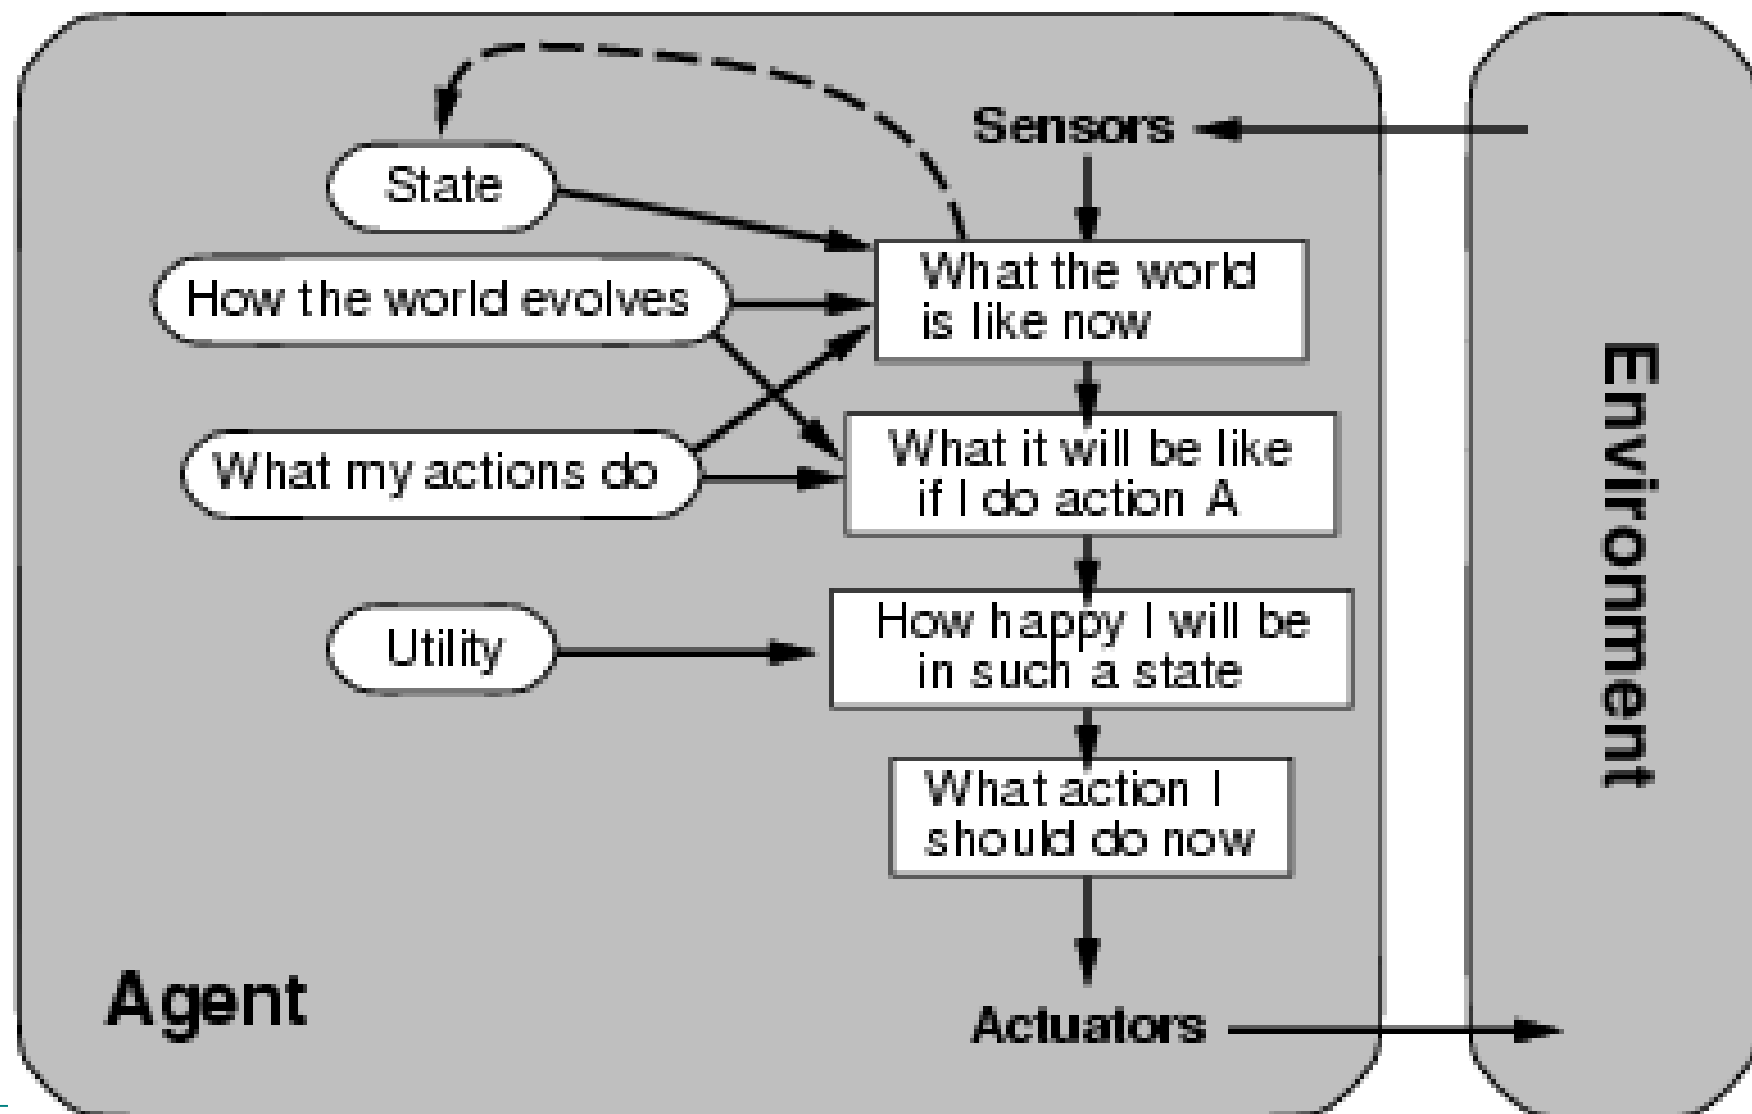 Sensors
State
What the world
is like now
How the world evolves
What my actions do
What it will be like
if I do action A
Utility
How happy I will be
in such a state
What action I
should do now
Agent
Actuators
Environment